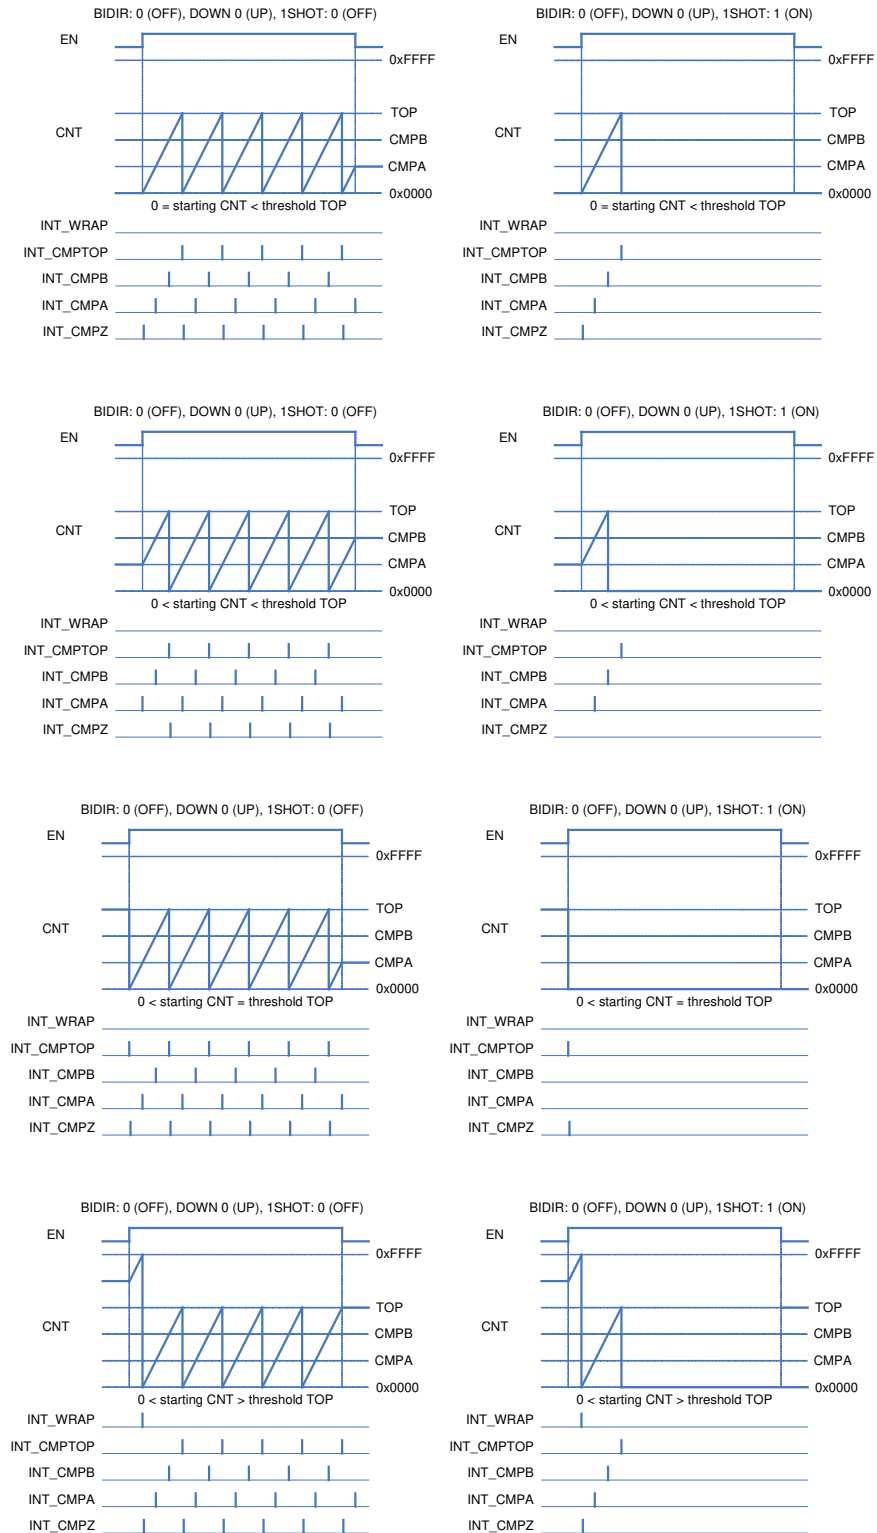 BIDIR: 0 (OFF), DOWN 0 (UP), 1SHOT: 0 (OFF)
EN
0xFFFF
TOP
CNT
CMPB
CMPA
0x0000
0 = starting CNT < threshold TOP
INT_WRAP
INT_CMPTOP
INT_CMPB
INT_CMPA
INT_CMPZ
BIDIR: 0 (OFF), DOWN 0 (UP), 1SHOT: 1 (ON)
EN
0xFFFF
TOP
CNT
CMPB
CMPA
0x0000
0 = starting CNT < threshold TOP
INT_WRAP
INT_CMPTOP
INT_CMPB
INT_CMPA
INT_CMPZ
BIDIR: 0 (OFF), DOWN 0 (UP), 1SHOT: 0 (OFF)
EN
0xFFFF
TOP
CNT
CMPB
CMPA
0x0000
0 < starting CNT < threshold TOP
INT_WRAP
INT_CMPTOP
INT_CMPB
INT_CMPA
INT_CMPZ
BIDIR: 0 (OFF), DOWN 0 (UP), 1SHOT: 1 (ON)
EN
0xFFFF
TOP
CNT
CMPB
CMPA
0x0000
0 < starting CNT < threshold TOP
INT_WRAP
INT_CMPTOP
INT_CMPB
INT_CMPA
INT_CMPZ
BIDIR: 0 (OFF), DOWN 0 (UP), 1SHOT: 0 (OFF)
EN
0xFFFF
TOP
CNT
CMPB
CMPA
0x0000
0 < starting CNT = threshold TOP
INT_WRAP
INT_CMPTOP
INT_CMPB
INT_CMPA
INT_CMPZ
BIDIR: 0 (OFF), DOWN 0 (UP), 1SHOT: 1 (ON)
EN
0xFFFF
TOP
CNT
CMPB
CMPA
0x0000
0 < starting CNT = threshold TOP
INT_WRAP
INT_CMPTOP
INT_CMPB
INT_CMPA
INT_CMPZ
BIDIR: 0 (OFF), DOWN 0 (UP), 1SHOT: 0 (OFF)
EN
0xFFFF
TOP
CNT
CMPB
CMPA
0x0000
0 < starting CNT > threshold TOP
INT_WRAP
INT_CMPTOP
INT_CMPB
INT_CMPA
INT_CMPZ
BIDIR: 0 (OFF), DOWN 0 (UP), 1SHOT: 1 (ON)
EN
0xFFFF
TOP
CNT
CMPB
CMPA
0x0000
0 < starting CNT > threshold TOP
INT_WRAP
INT_CMPTOP
INT_CMPB
INT_CMPA
INT_CMPZ